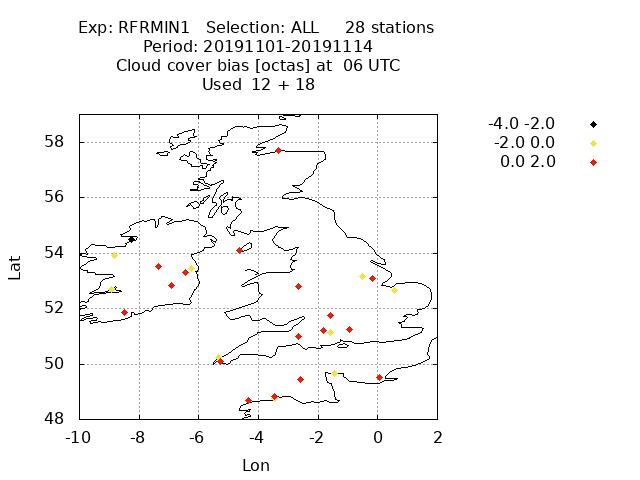 Exp: RFRMIN1   Selection: ALL     28 stations
Period: 20191101-20191114
Cloud cover bias [octas] at  06 UTC
Used  12 + 18
-4.0 -2.0
-2.0 0.0
0.0 2.0
58
56
54
52
50
48
Lat
-10 -8 -6 -4 -2 0 2
Lon